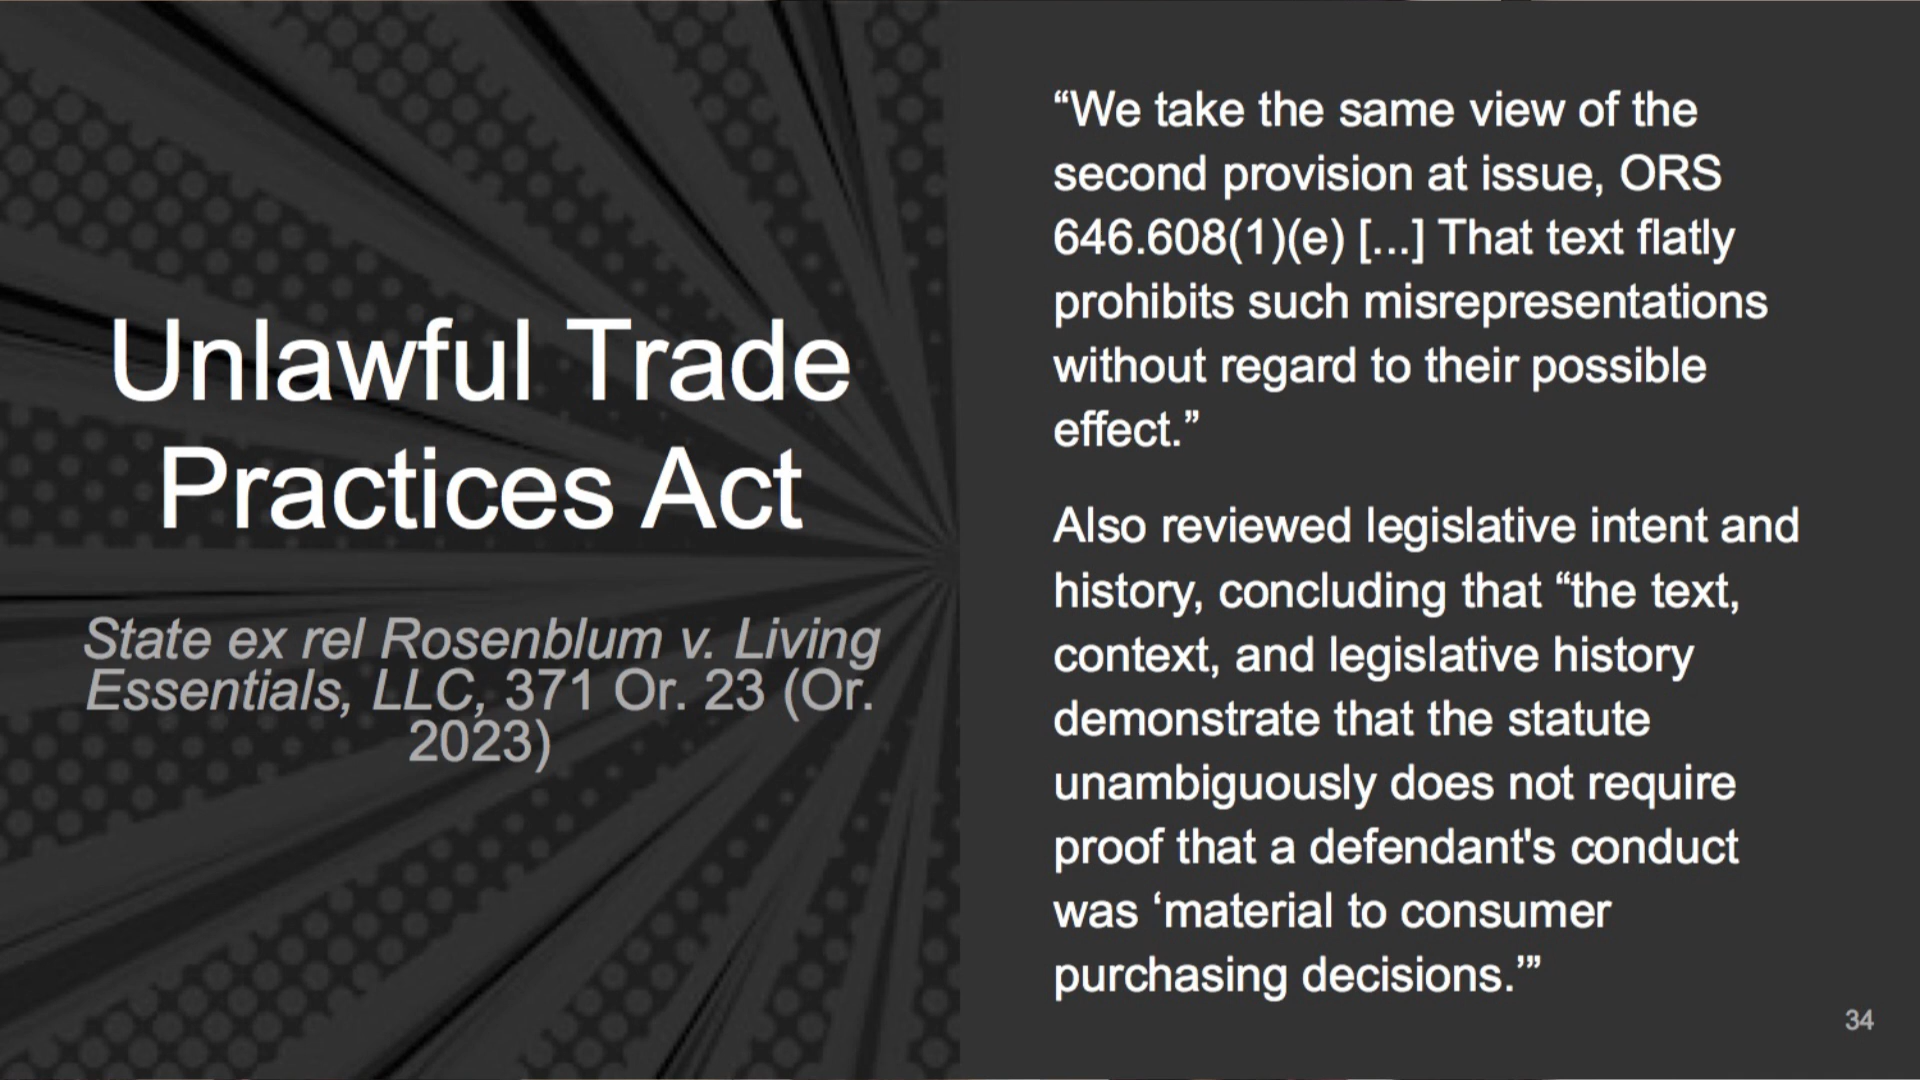 Unlawful Trade
Practices Act
State ex rel Rosenblum v. Living
Essentials, LLC, 371 Or. 23 (Or.
2023)
“We take the same view of the
second provision at issue, ORS
646.608(1)(e) [...] That text flatly
prohibits such misrepresentations
without regard to their possible
effect.”
Also reviewed legislative intent and
history, concluding that “the text,
context, and legislative history
demonstrate that the statute
unambiguously does not require
proof that a defendant's conduct
was ‘material to consumer
purchasing decisions.’”
34